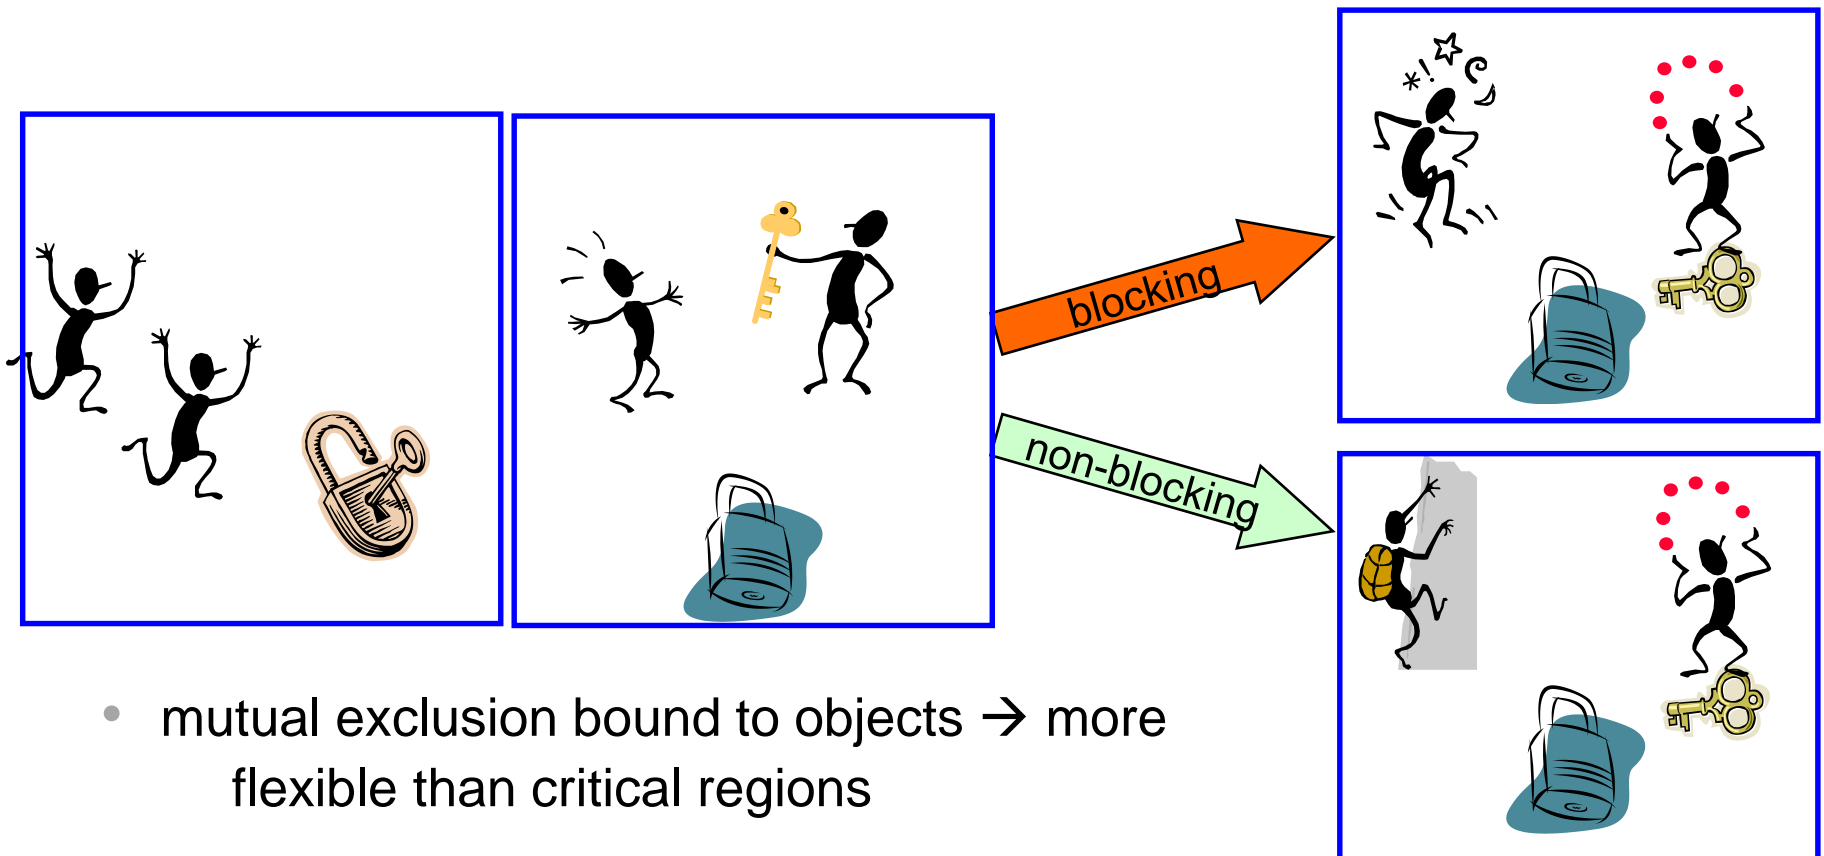 blocking
non-blocking
• mutual exclusion bound to objects → more
flexible than critical regions